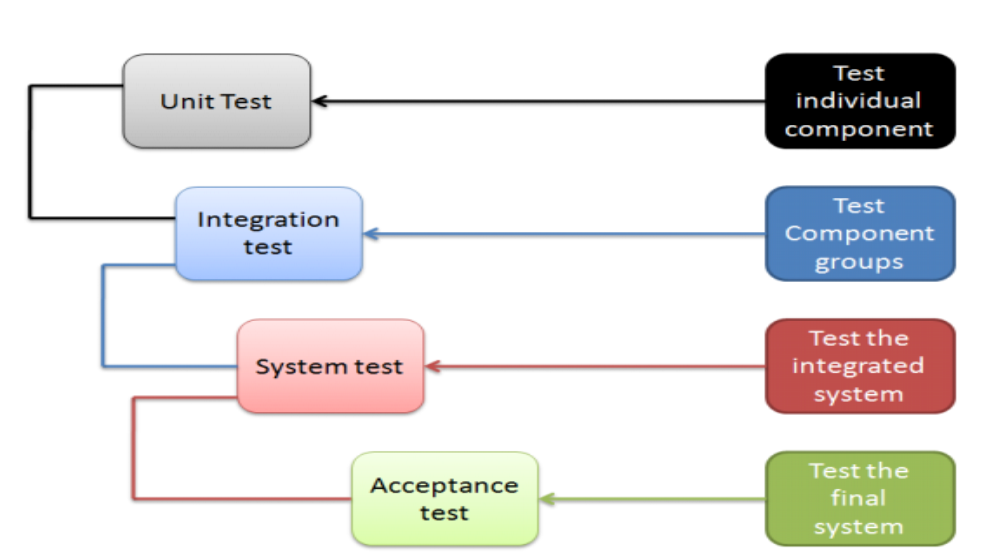 Unit Test
Test
individual
component
Integration
test
Test
Component
groups
System test
Test the
integrated
system
Acceptance
test
Test the
final
system